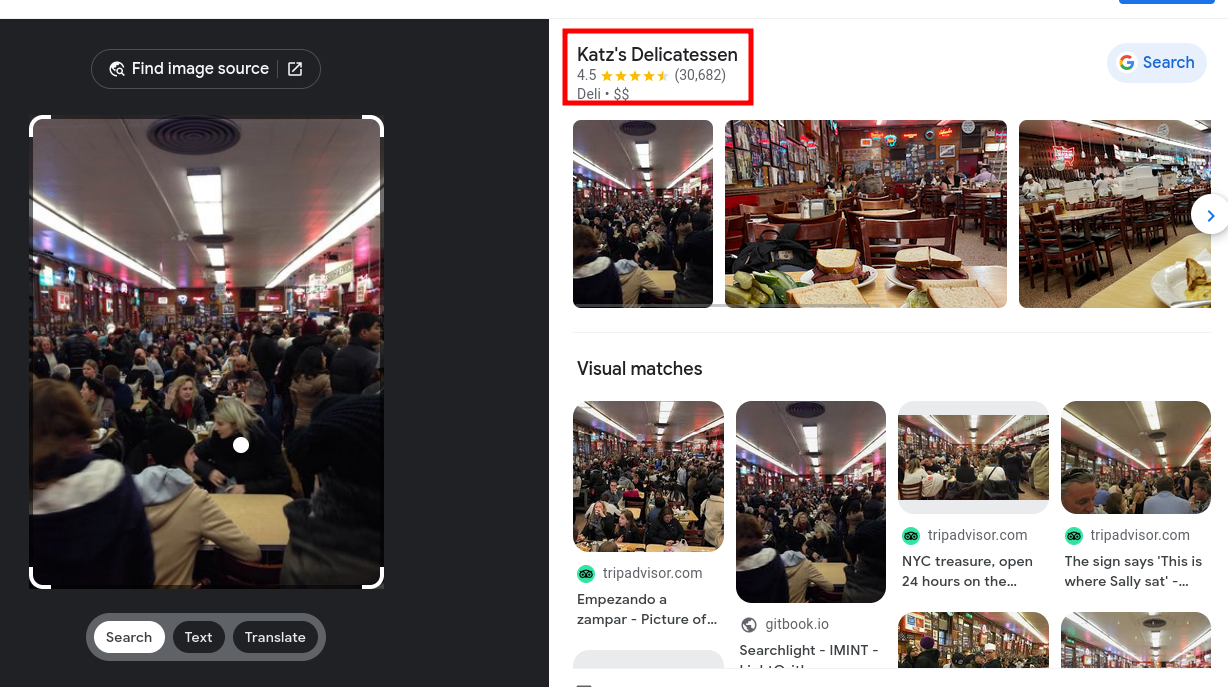 Find image source
Katz's Delicatessen
4.5 (30,682)
Deli • $$
Search
Visual matches
tripadvisor.com
Empezando a
zampar - Picture of...
gitbook.io
Searchlight - IMINT -
tripadvisor.com
NYC treasure, open
24 hours on the...
tripadvisor.com
The sign says 'This is
where Sally sat' -...
Search
Text
Translate